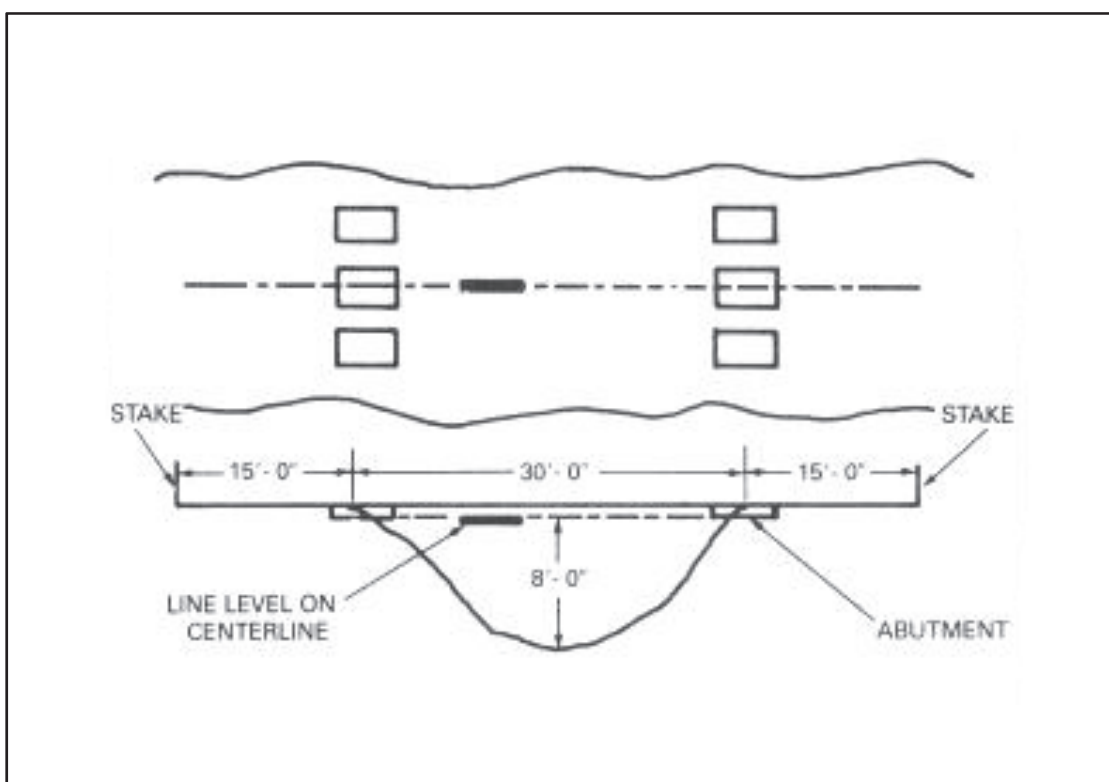 STAKE
STAKE
15'-0"
30'-0"
15'-0"
8'-0"
LINE LEVEL ON
CENTERLINE
ABUTMENT